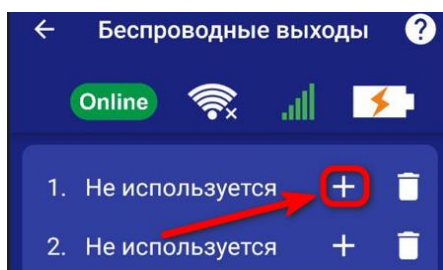 Беспроводные выходы ?
Online
1. Не используется +
2. Не используется +